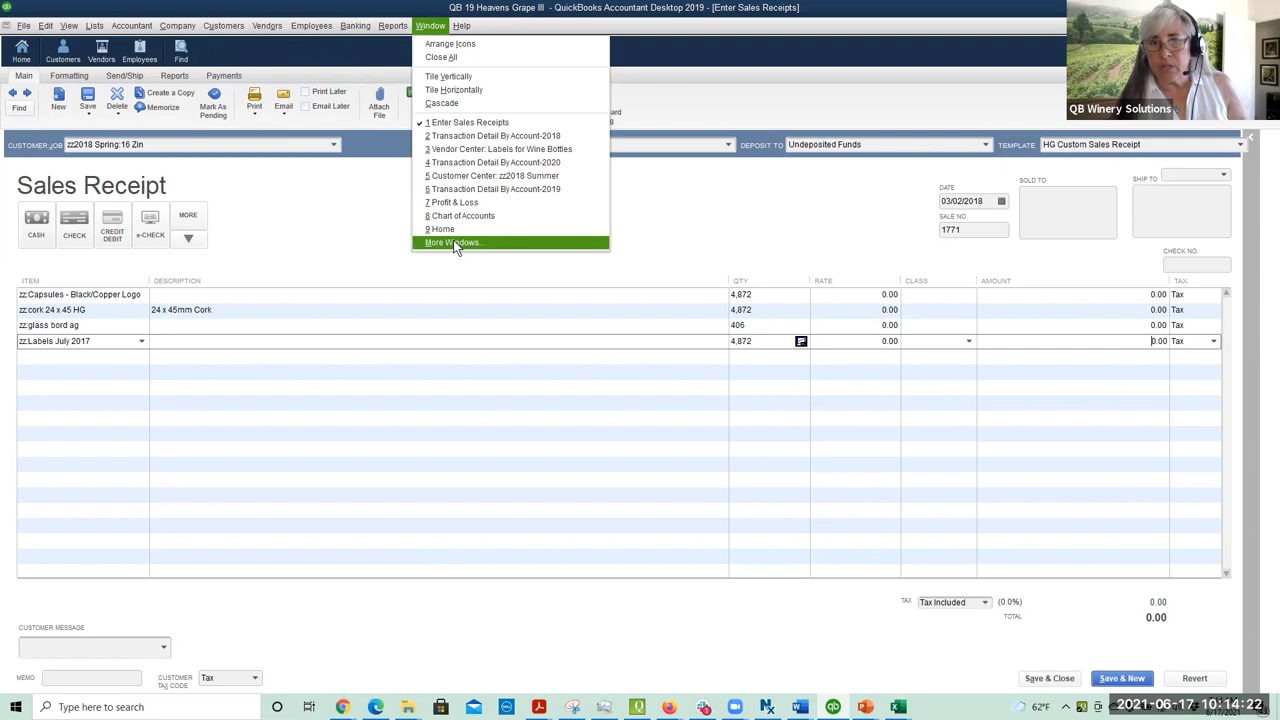 QB 19 Heavens Grape III - QuickBooks Accountant Desktop 2019 - [Enter Sales Receipts]
File Edit View Lists Accountant Company Customers Vendors Employees Banking Reports Window Help
Home Customers Vendors Find
Main Formatting Send/Ship Reports Payments
Find New Save Delete Create a Copy Memorize Mark As Pending Print Email Print Later Email Later Attach File
Arrange Icons
Close All
Tile Vertically
Tile Horizontally
Cascade
1 Enter Sales Receipts
2 Transaction Detail By Account-2018
3 Vendor Center: Labels for Wine Bottles
4 Transaction Detail By Account-2020
5 Customer Center: zz2018 Summer
6 Transaction Detail By Account-2019
7 Profit & Loss
8 Chart of Accounts
9 Home
More Windows...
QB Winery Solutions
CUSTOMER:JOB zz2018 Spring:16 Zin DEPOSIT TO Undeposited Funds TEMPLATE HG Custom Sales Receipt
Sales Receipt
CASH CHECK CREDIT DEBIT e-CHECK MORE
DATE
03/02/2018
SALE NO.
1771
SOLD TO
SHIP TO
CHECK NO.
ITEM DESCRIPTION QTY RATE CLASS AMOUNT TAX
zz:Capsules - Black/Copper Logo 4,872 0.00 0.00 Tax
zz:cork 24 x 45 HG 24 x 45mm Cork 4,872 0.00 0.00 Tax
zz:glass bord ag 406 0.00 0.00 Tax
zz:Labels July 2017 4,872 0.00 0.00 Tax
TAX Tax Included (0.0%) 0.00
TOTAL 0.00
CUSTOMER MESSAGE
MEMO CUSTOMER TAX CODE Tax
Save & Close Save & New Revert
Type here to search
62°F
2021-06-17 10:14:22